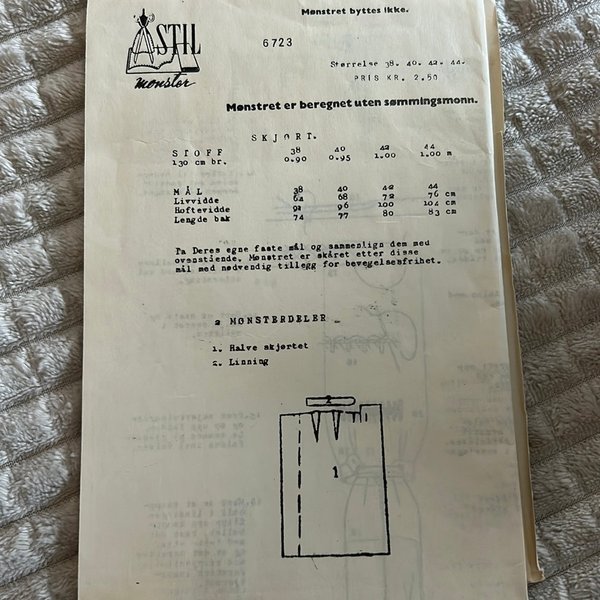 Mønstret byttes ikke.
STIL
mønster
6723
Størrelse 38. 40. 42. 44.
PRIS KR. 2.50
Mønstret er beregnet uten sømmingsmonn.
SKJØRT.
STOFF 38 40 42 44
130 cm br. 0.90 0.95 1.00 1.00 m
MÅL 38 40 42 44
Livvidde 64 68 72 76 cm
Hoftevidde 92 96 100 104 cm
Lengde bak 74 77 80 83 cm
Ta Deres egne faste mål og sammenlign dem med
ovenstående. Mønstret er skåret etter disse
mål med nødvendig tillegg for bevegelsesfrihet.
2 MØNSTERDELER
1. Halve skjørtet
2. Linning
2
1